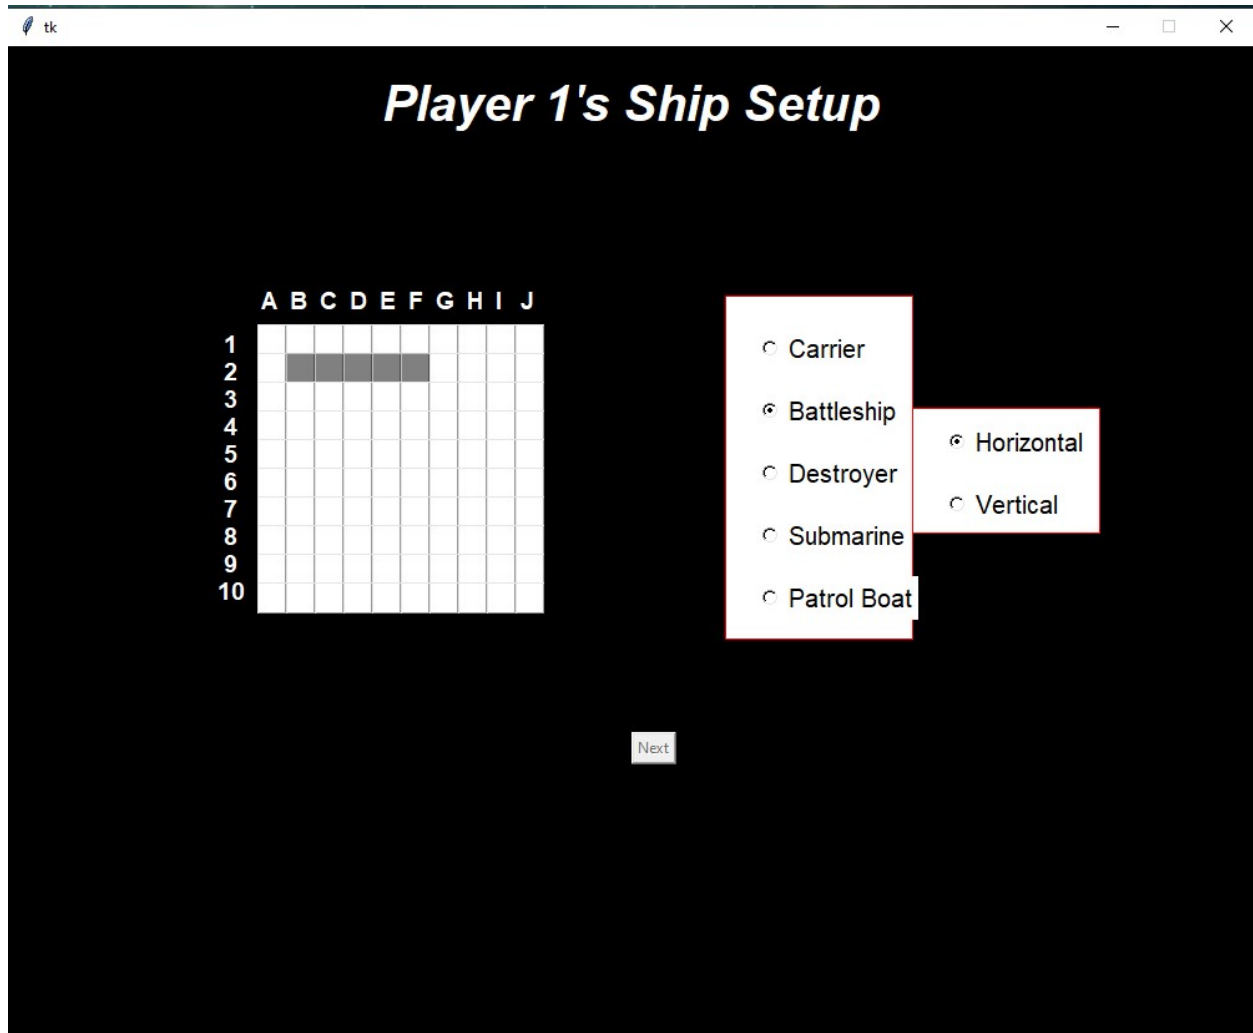 tk
Player 1's Ship Setup
A B C D E F G H I J
1
2
3
4
5
6
7
8
9
10
Carrier
Battleship
Destroyer
Submarine
Patrol Boat
Horizontal
Vertical
Next